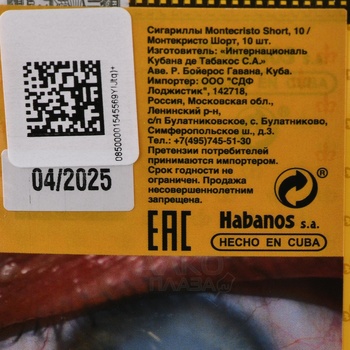 Сигариллы Montecristo Short, 10 /
Монтекристо Шорт, 10 шт.
Изготовитель: «Интернациональ
Кубана де Табакос С.А.»
Аве. Р. Бойерос Гавана, Куба.
Импортер: ООО "СДФ
Лоджистик", 142718,
Россия, Московская обл.,
Ленинский р-н,
с/п Булатниковское, с. Булатниково,
Симферопольское ш., д.3.
Тел.: +7(495)745-51-30
Претензии потребителей
принимаются импортером.
Срок годности не
ограничен. Продажа
несовершеннолетним
запрещена.
04/2025
EAC
Habanos s.a.
HECHO EN CUBA